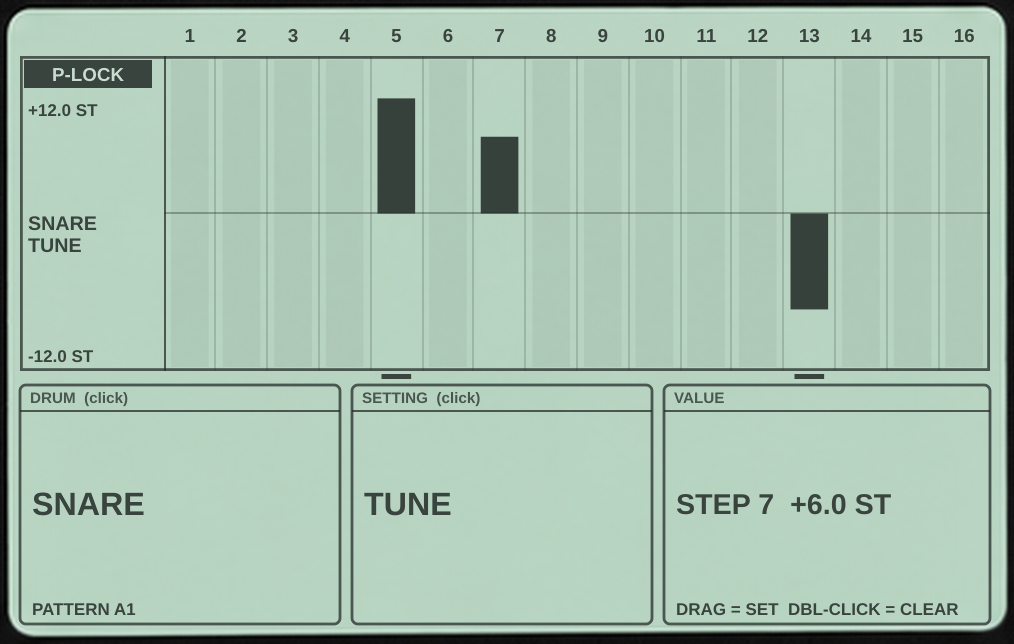 1 2 3 4 5 6 7 8 9 10 11 12 13 14 15 16
P-LOCK
+12.0 ST
SNARE
TUNE
-12.0 ST
DRUM (click)
SNARE
PATTERN A1
SETTING (click)
TUNE
VALUE
STEP 7 +6.0 ST
DRAG = SET DBL-CLICK = CLEAR